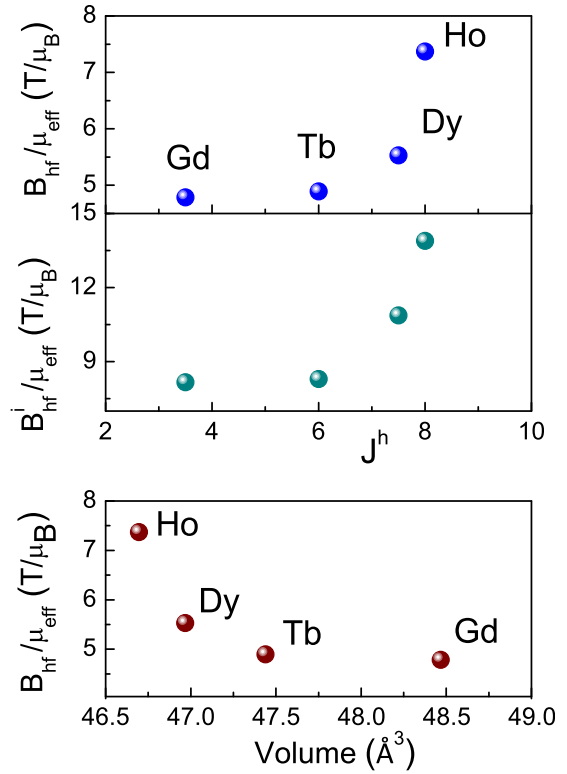 B_hf/μ_eff (T/μ_B)
8
7
6
5
Gd
Tb
Dy
Ho
B^i_hf/μ_eff (T/μ_B)
15
12
9
2 4 6 8 10
J^h
B_hf/μ_eff (T/μB)
8
7
6
5
Ho
Dy
Tb
Gd
46.5 47.0 47.5 48.0 48.5 49.0
Volume (Å^3)